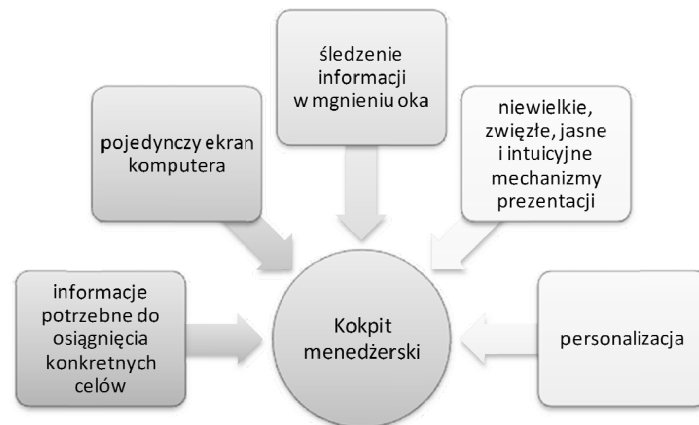 śledzenie
informacji
w mgnieniu oka
pojedynczy ekran
komputera
niewielkie,
zwięzłe, jasne
i intuicyjne
mechanizmy
prezentacji
informacje
potrzebne do
osiągnięcia
konkretnych
celów
Kokpit
menedżerski
personalizacja